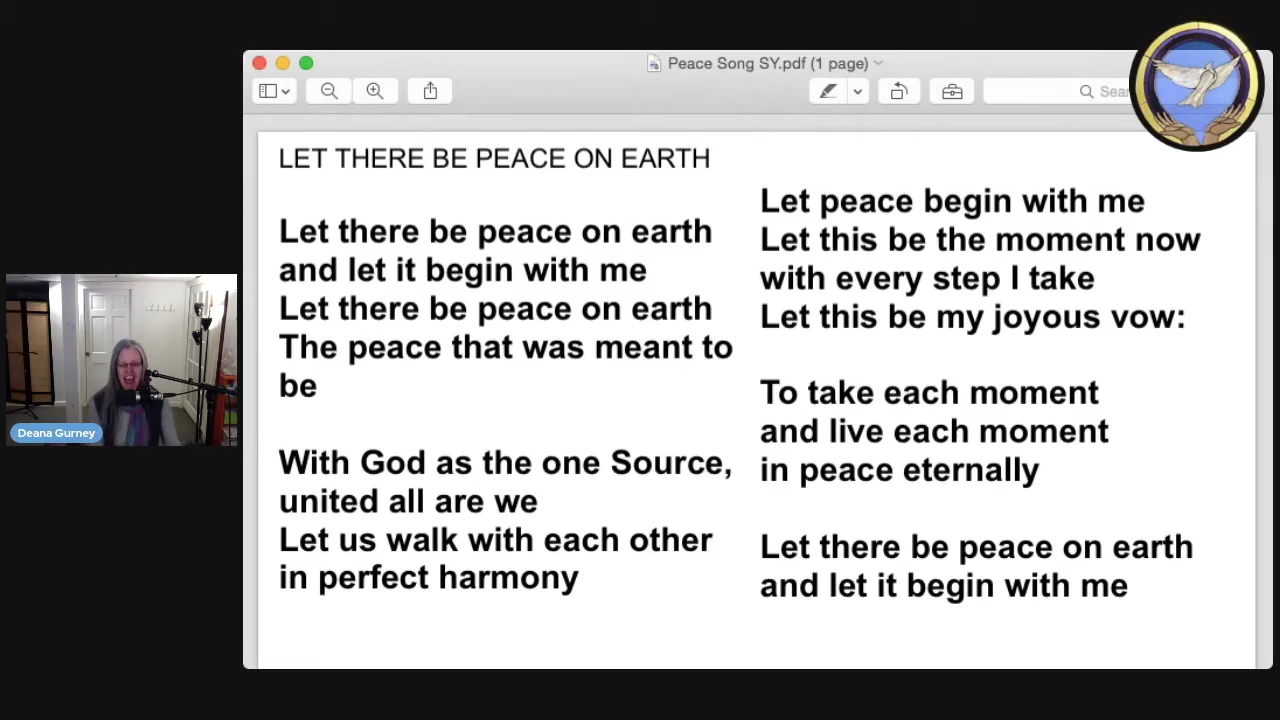 Peace Song SY.pdf (1 page)
LET THERE BE PEACE ON EARTH
Let there be peace on earth
and let it begin with me
Let there be peace on earth
The peace that was meant to
be
With God as the one Source,
united all are we
Let us walk with each other
in perfect harmony
Let peace begin with me
Let this be the moment now
with every step I take
Let this be my joyous vow:
To take each moment
and live each moment
in peace eternally
Let there be peace on earth
and let it begin with me
Deana Gurney